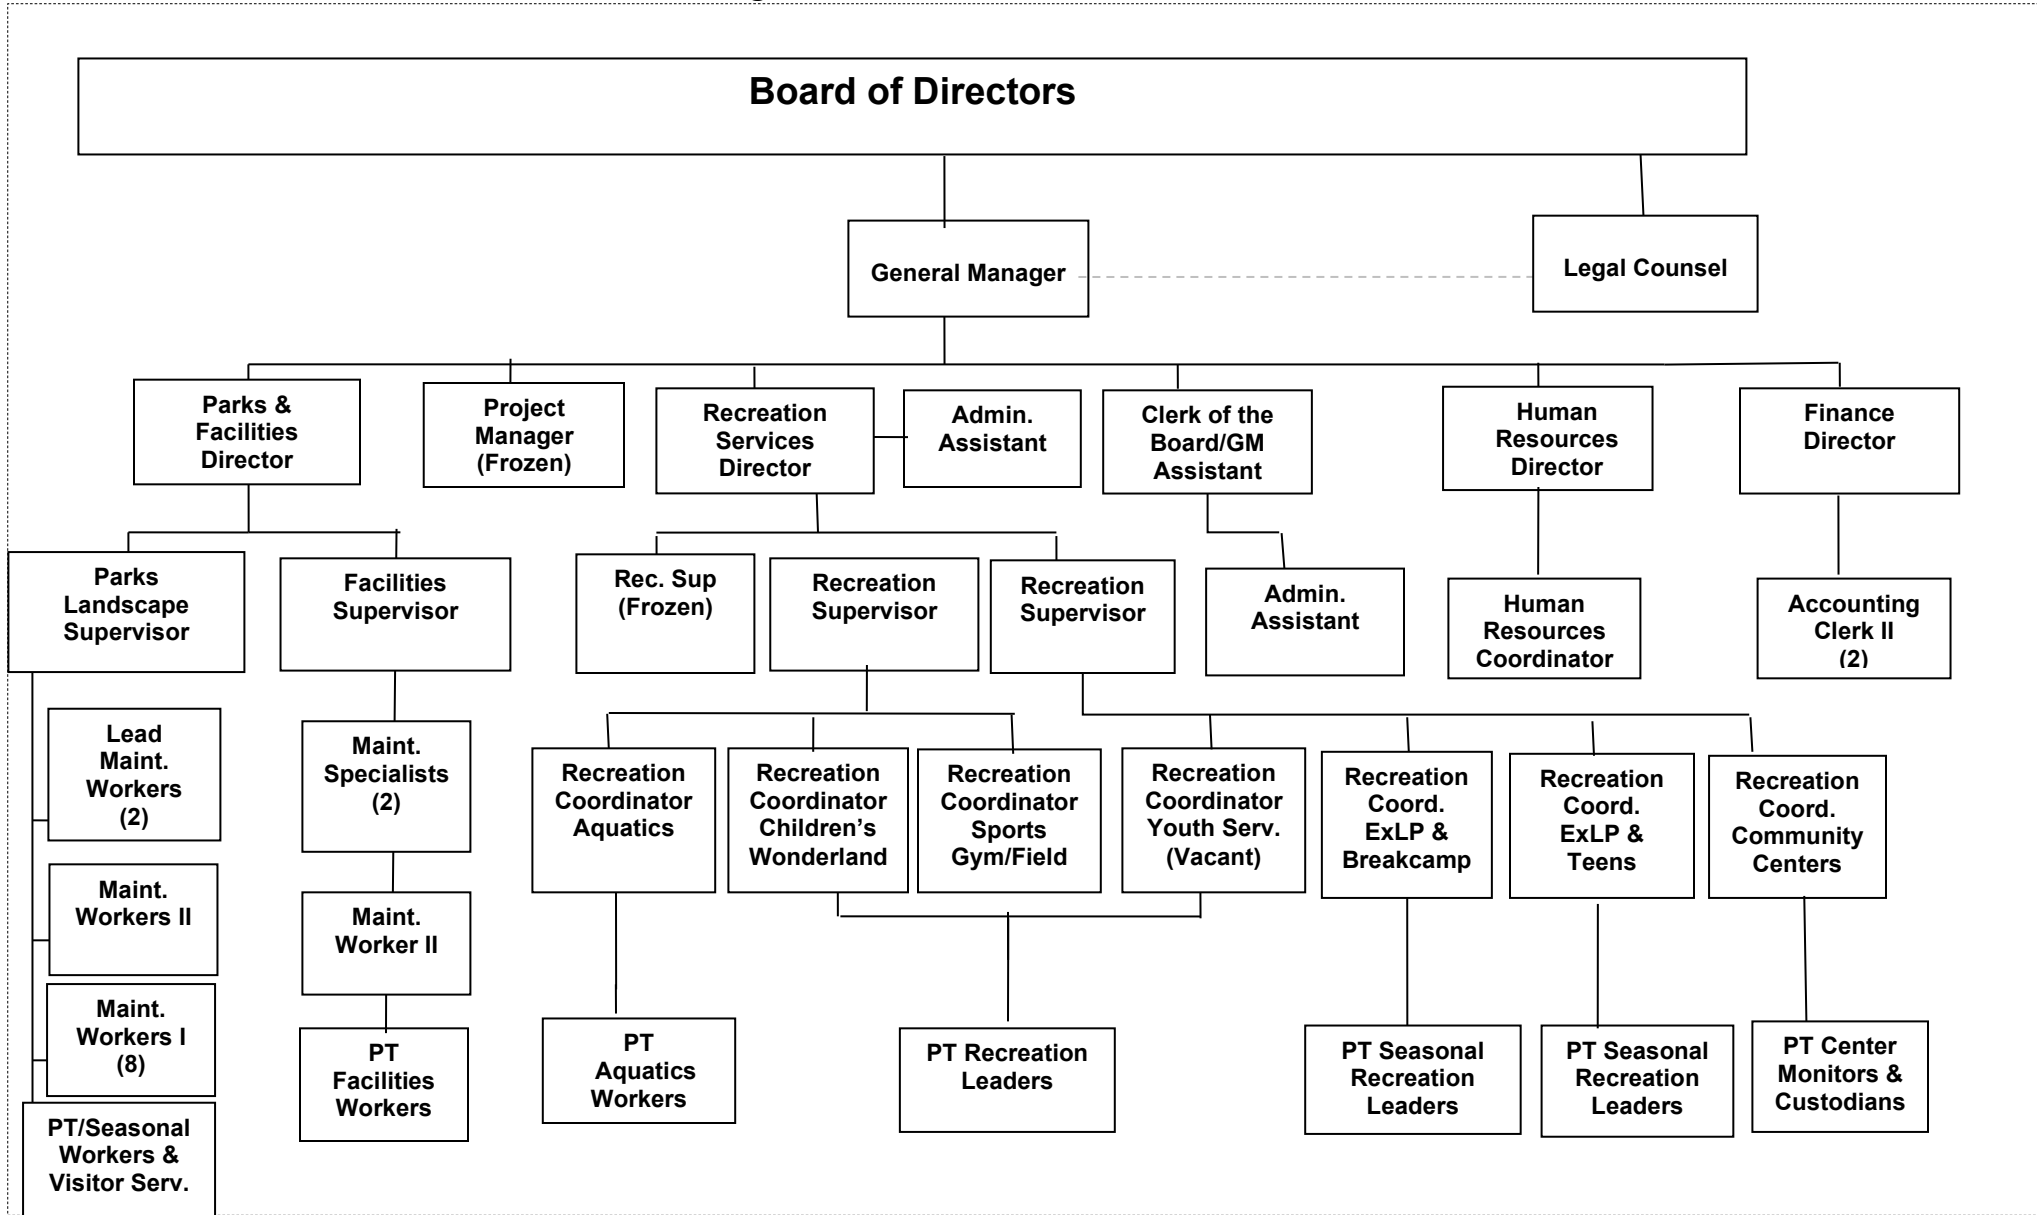 Board of Directors
General Manager
Legal Counsel
Parks &
Facilities
Director
Project
Manager
(Frozen)
Recreation
Services
Director
Admin.
Assistant
Clerk of the
Board/GM
Assistant
Human
Resources
Director
Finance
Director
Parks
Landscape
Supervisor
Facilities
Supervisor
Rec. Sup
(Frozen)
Recreation
Supervisor
Recreation
Supervisor
Admin.
Assistant
Human
Resources
Coordinator
Accounting
Clerk II
(2)
Lead
Maint.
Workers
(2)
Maint.
Specialists
(2)
Recreation
Coordinator
Aquatics
Recreation
Coordinator
Children’s
Wonderland
Recreation
Coordinator
Sports
Gym/Field
Recreation
Coordinator
Youth Serv.
(Vacant)
Recreation
Coord.
ExLP &
Breakcamp
Recreation
Coord.
ExLP &
Teens
Recreation
Coord.
Community
Centers
Maint.
Workers II
Maint.
Worker II
Maint.
Workers I
(8)
PT
Facilities
Workers
PT
Aquatics
Workers
PT Recreation
Leaders
PT Seasonal
Recreation
Leaders
PT Seasonal
Recreation
Leaders
PT Center
Monitors &
Custodians
PT/Seasonal
Workers &
Visitor Serv.